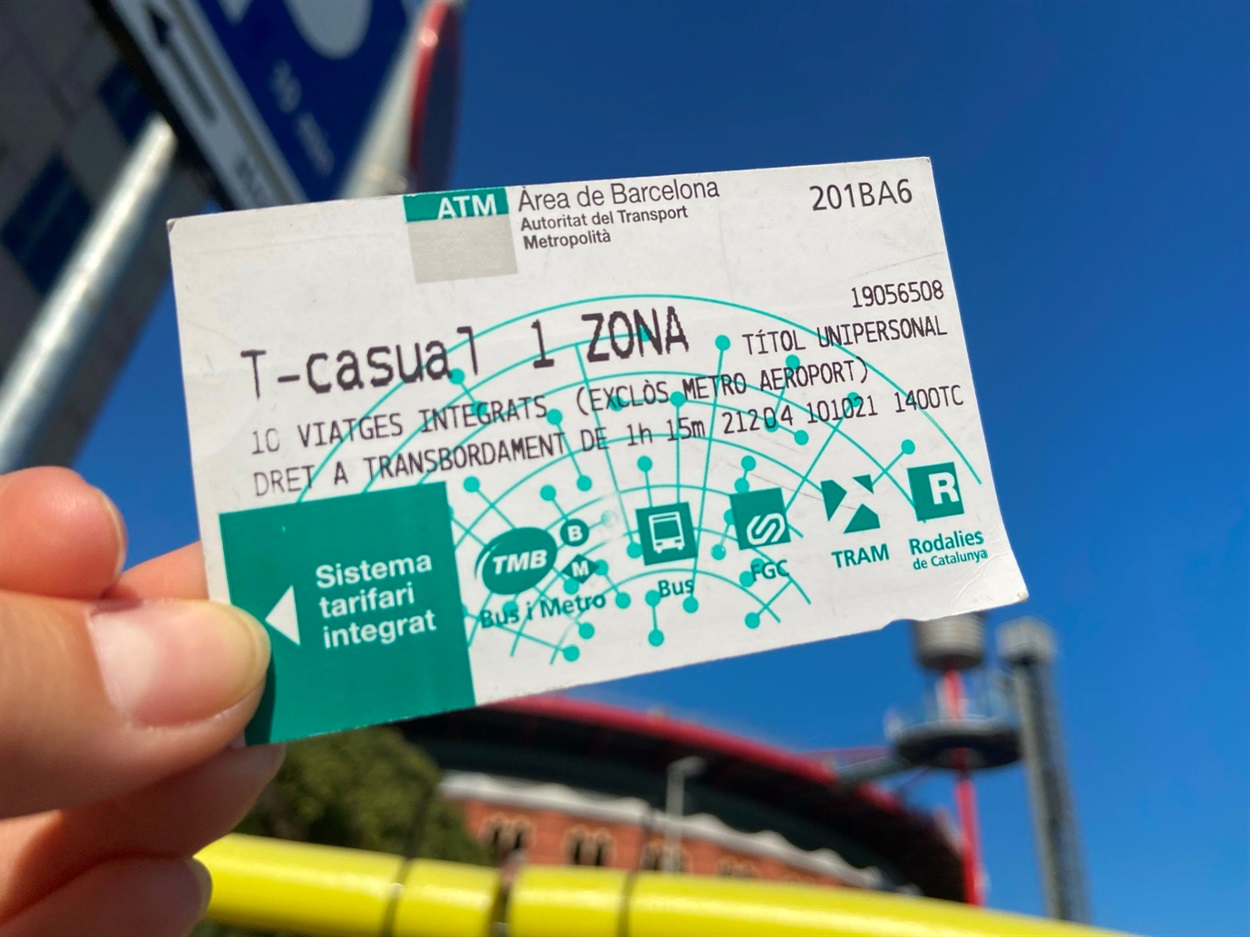 ATM Àrea de Barcelona
Autoritat del Transport
Metropolità
201BA6
19056508
T-casual 1 ZONA
TÍTOL UNIPERSONAL
10 VIATGES INTEGRATS (EXCLÒS METRO AEROPORT)
DRET A TRANSBORDAMENT DE 1h 15m 21204 101021 1400TC
Sistema
tarifari
integrat
TMB
B
M
Bus i Metro
Bus
FGC
TRAM
R
Rodalies
de Catalunya